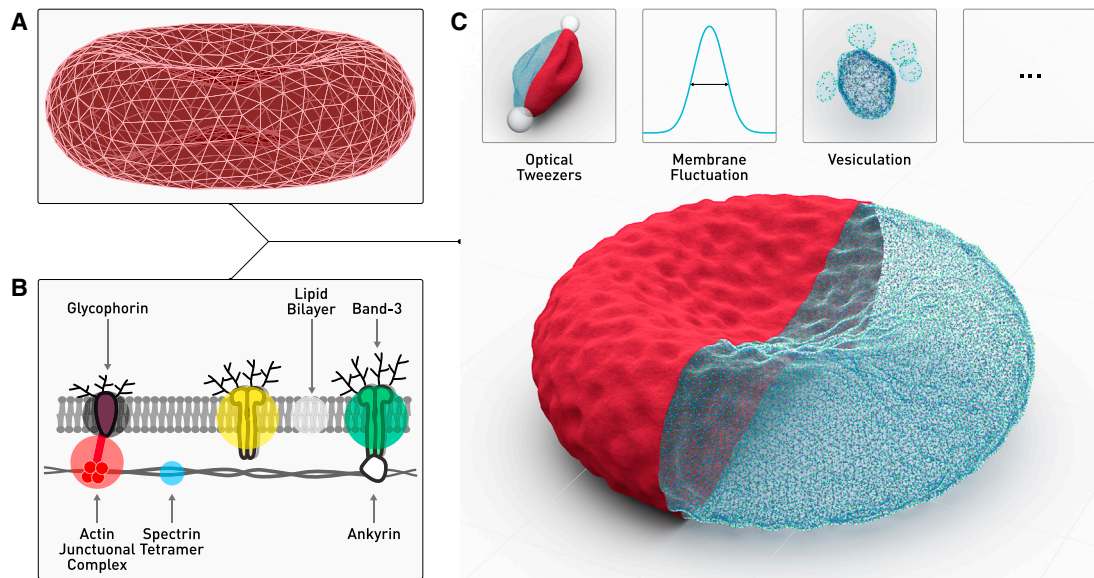 A
C
Optical
Tweezers
Membrane
Fluctuation
Vesiculation
...
B
Glycophorin
Lipid
Bilayer
Band-3
Actin
Junctuonal
Complex
Spectrin
Tetramer
Ankyrin